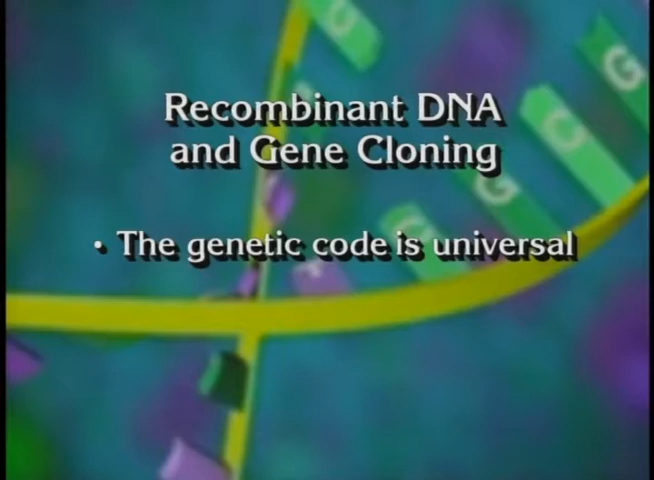 Recombinant DNA
and Gene Cloning
• The genetic code is universal
G
C
G